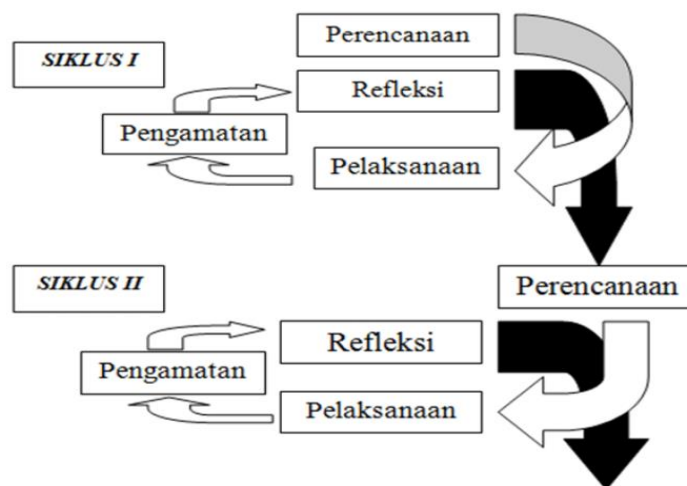 Perencanaan
SIKLUS I
Refleksi
Pengamatan
Pelaksanaan
SIKLUS II
Perencanaan
Refleksi
Pengamatan
Pelaksanaan